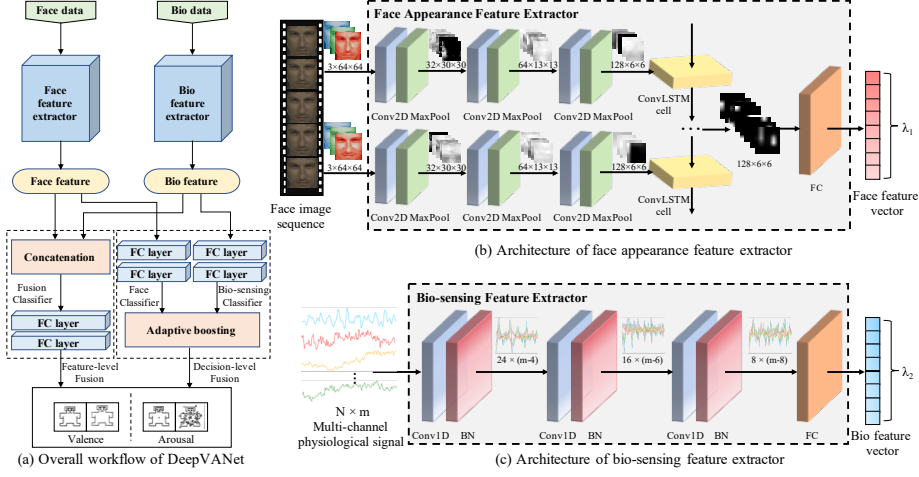 Face data
Bio data
Face
feature
extractor
Bio
feature
extractor
Face feature
Bio feature
Concatenation
Fusion
Classifier
FC layer
FC layer
Feature-level
Fusion
FC layer
FC layer
FC layer
FC layer
Face
Classifier
Bio-sensing
Classifier
Adaptive boosting
Decision-level
Fusion
Valence
Arousal
(a) Overall workflow of DeepVANet
Face Appearance Feature Extractor
3×64×64
32×30×30
64×13×13
128×6×6
Conv2D MaxPool
Conv2D MaxPool
Conv2D MaxPool
ConvLSTM
cell
3×64×64
32×30×30
64×13×13
128×6×6
Conv2D MaxPool
Conv2D MaxPool
Conv2D MaxPool
ConvLSTM
cell
···
128×6×6
FC
λ1
Face feature
vector
Face image
sequence
(b) Architecture of face appearance feature extractor
Bio-sensing Feature Extractor
24 × (m-4)
16 × (m-6)
8 × (m-8)
Conv1D BN
Conv1D BN
Conv1D BN
FC
λ2
Bio feature
vector
N × m
Multi-channel
physiological signal
(c) Architecture of bio-sensing feature extractor